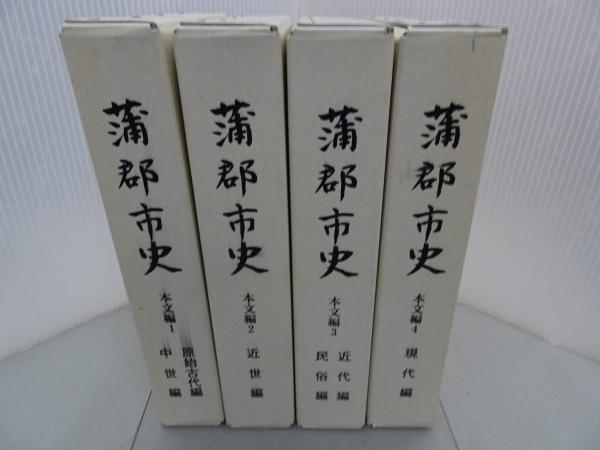 蒲郡市史
本文編1
原始古代編
中世編
蒲郡市史
本文編2
近世編
蒲郡市史
本文編3
近代編
民俗編
蒲郡市史
本文編4
現代編